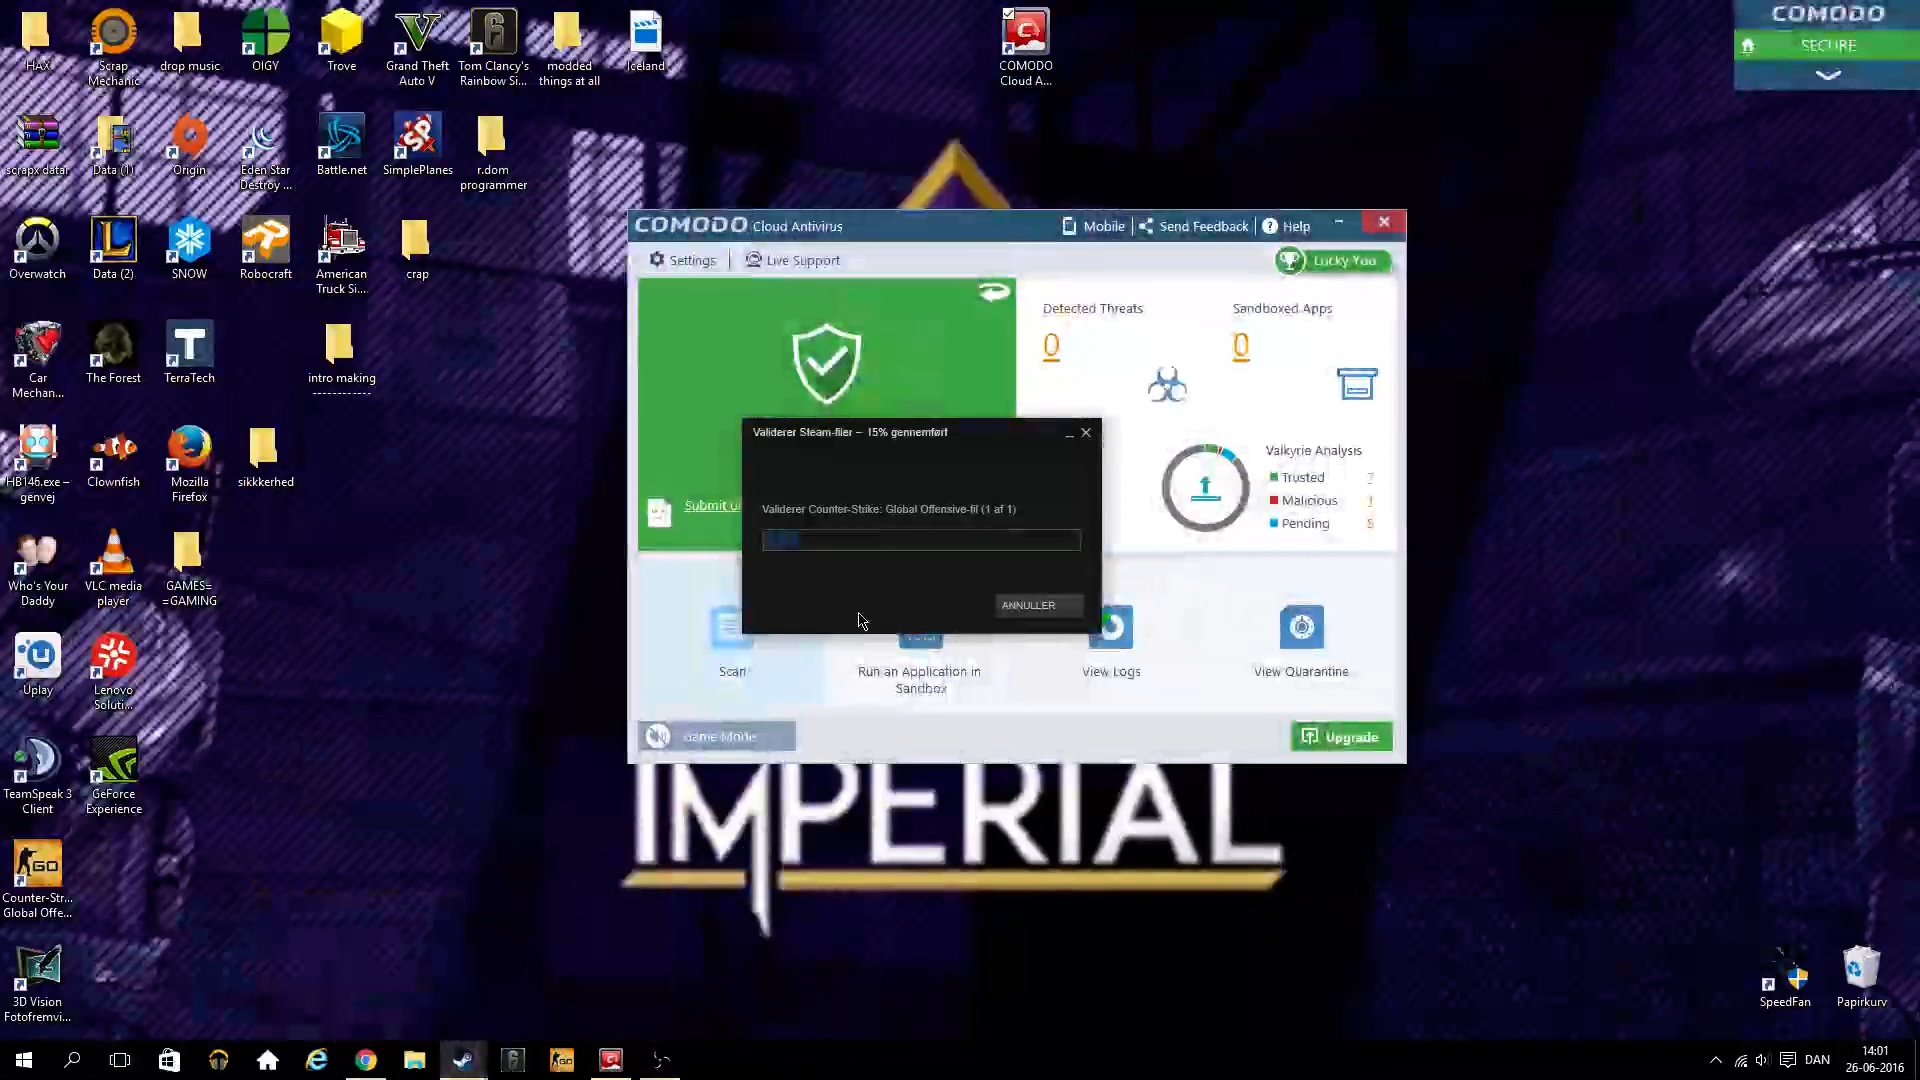 HAX
Scrap
Mechanic
drop music
OIGY
Trove
Grand Theft
Auto V
Tom Clancy's
Rainbow Si...
modded
things at all
Iceland
COMODO
Cloud A...
COMODO
SECURE
scrapx datar
Data (1)
Origin
Eden Star
Destroy ...
Battle.net
SimplePlanes
r.dom
programmer
Overwatch
Data (2)
SNOW
Robocraft
American
Truck Si....
crap
Car
Mechan...
The Forest
TerraTech
intro making
------------
HB146.exe –
genvej
Clownfish
Mozilla
Firefox
sikkkerhed
Who's Your
Daddy
VLC media
player
GAMES=
=GAMING
Uplay
Lenovo
Soluti...
TeamSpeak 3
Client
GeForce
Experience
Counter-Str...
Global Offe...
3D Vision
Fotofremvi...
COMODO Cloud Antivirus
Mobile
Send Feedback
Help
Settings
Live Support
Lucky You
Detected Threats
0
Sandboxed Apps
0
Submit
Valkyrie Analysis
Trusted
Malicious
Pending
Validerer Steam-filer – 15% gennemført
Validerer Counter-Strike: Global Offensive-fil (1 af 1)
ANNULLER
Scan
Run an Application in
Sandbox
View Logs
View Quarantine
Game Mode
Upgrade
IMPERIAL
SpeedFan
Papirkurv
DAN
14:01
26-06-2016